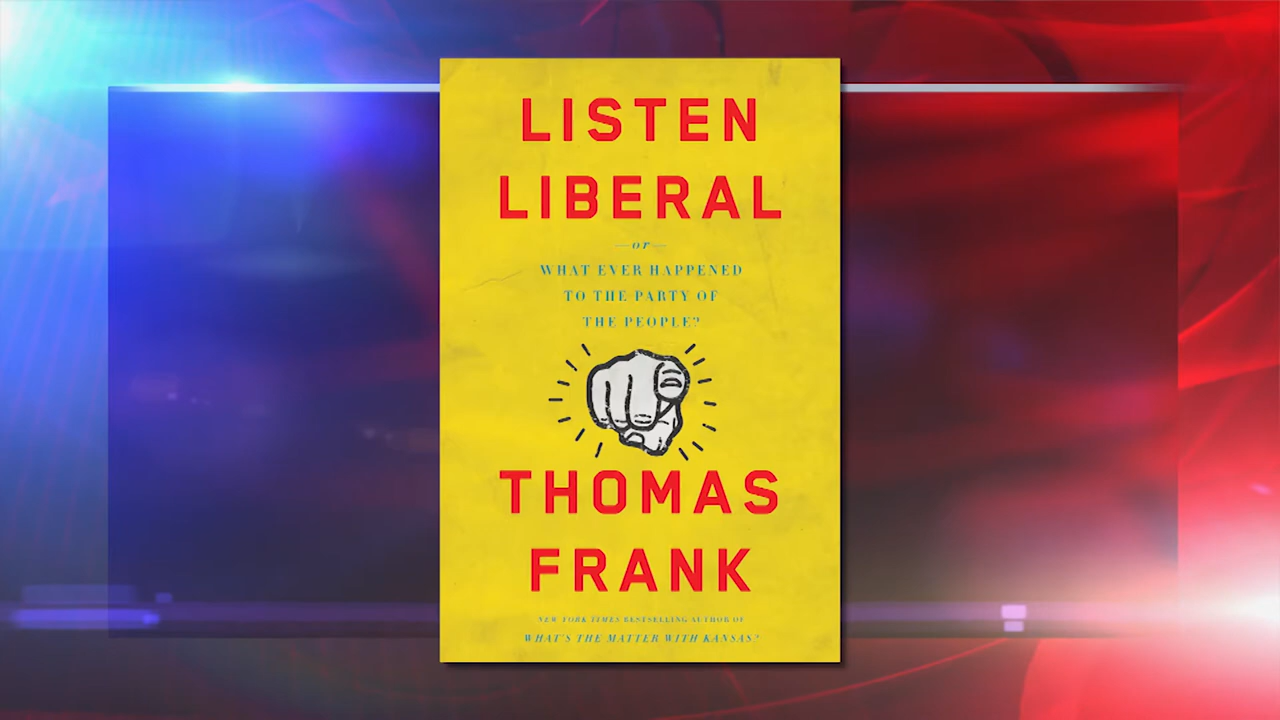 LISTEN
LIBERAL
—or—
WHAT EVER HAPPENED
TO THE PARTY OF
THE PEOPLE?
THOMAS
FRANK
NEW YORK TIMES BESTSELLING AUTHOR OF
WHAT'S THE MATTER WITH KANSAS?